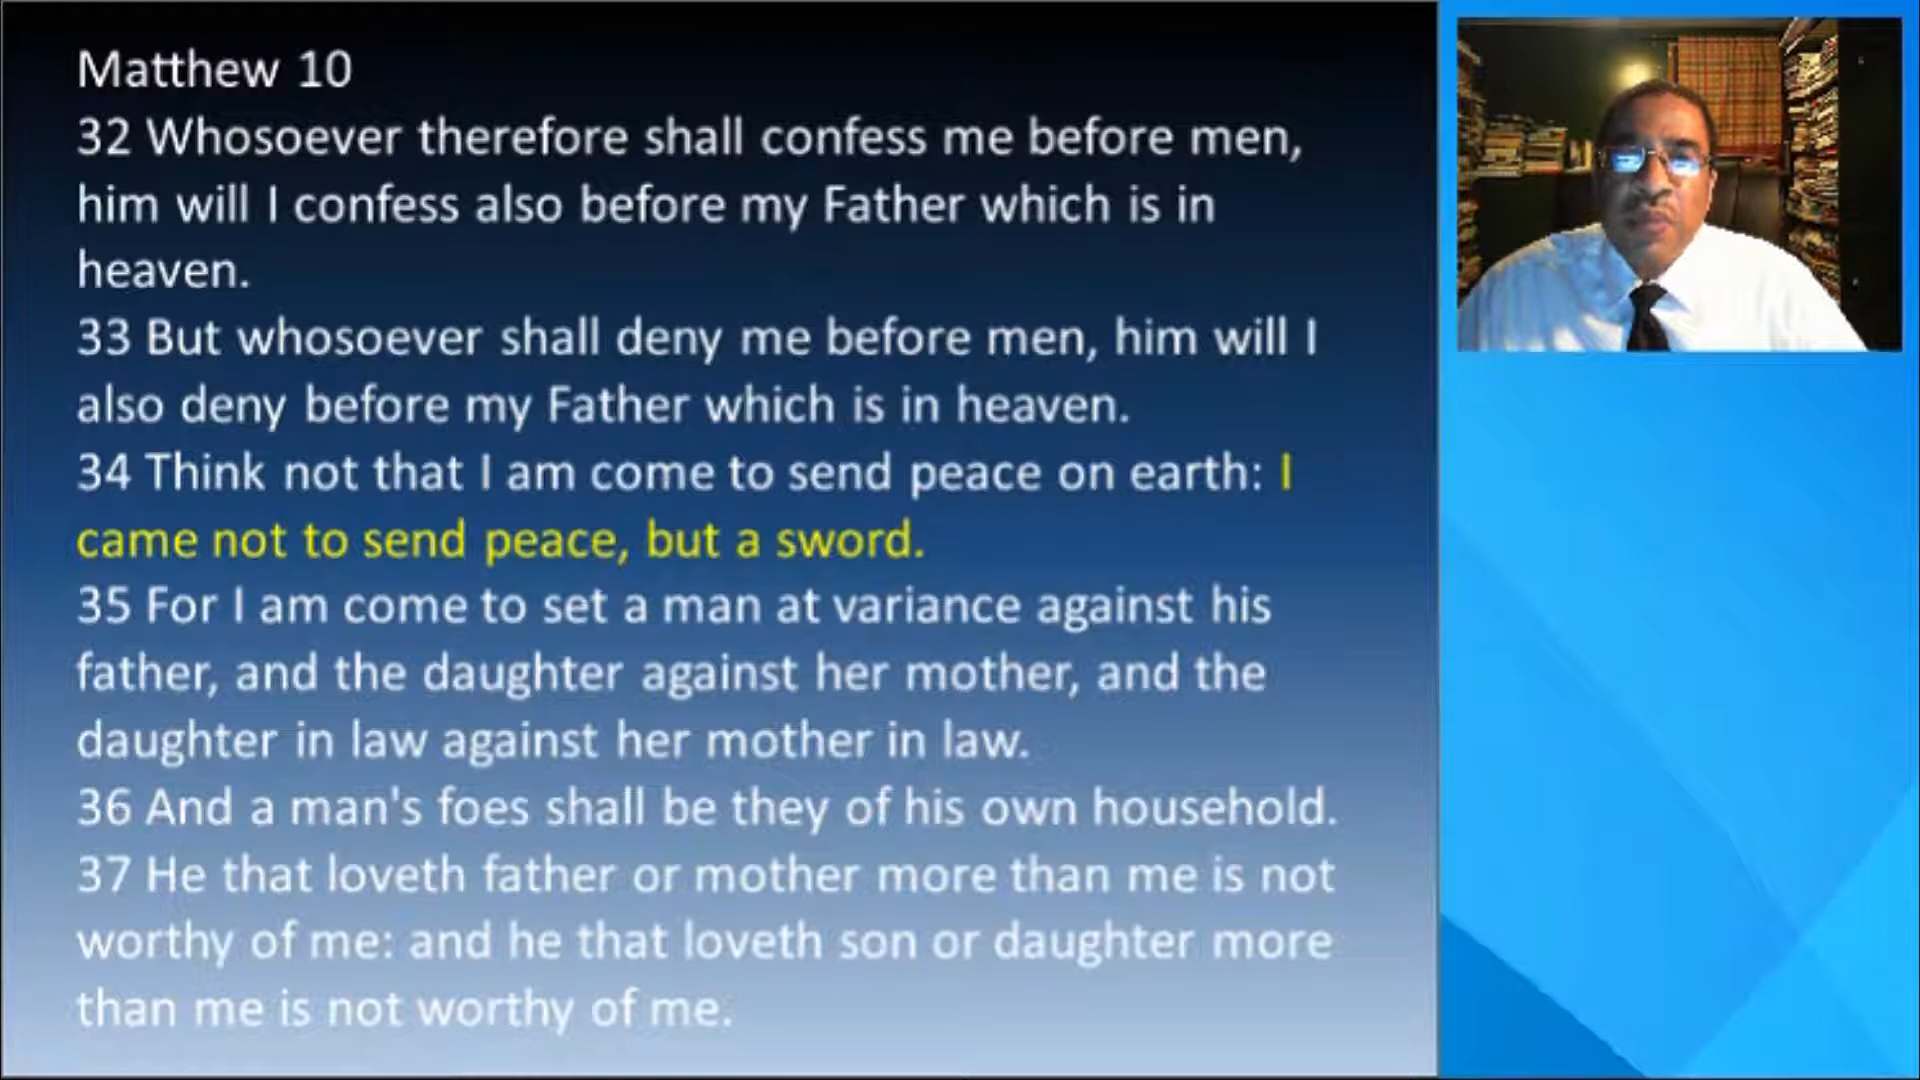 Matthew 10
32 Whosoever therefore shall confess me before men,
him will I confess also before my Father which is in
heaven.
33 But whosoever shall deny me before men, him will I
also deny before my Father which is in heaven.
34 Think not that I am come to send peace on earth: I
came not to send peace, but a sword.
35 For I am come to set a man at variance against his
father, and the daughter against her mother, and the
daughter in law against her mother in law.
36 And a man's foes shall be they of his own household.
37 He that loveth father or mother more than me is not
worthy of me: and he that loveth son or daughter more
than me is not worthy of me.